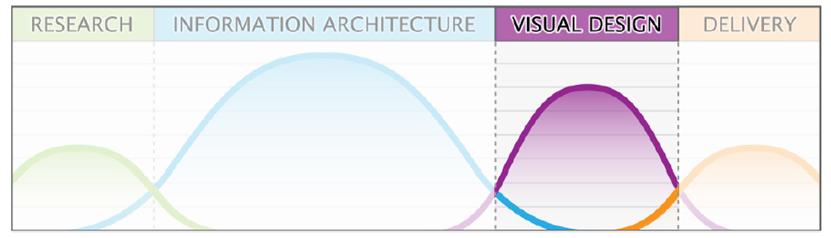 RESEARCH
INFORMATION ARCHITECTURE
VISUAL DESIGN
DELIVERY